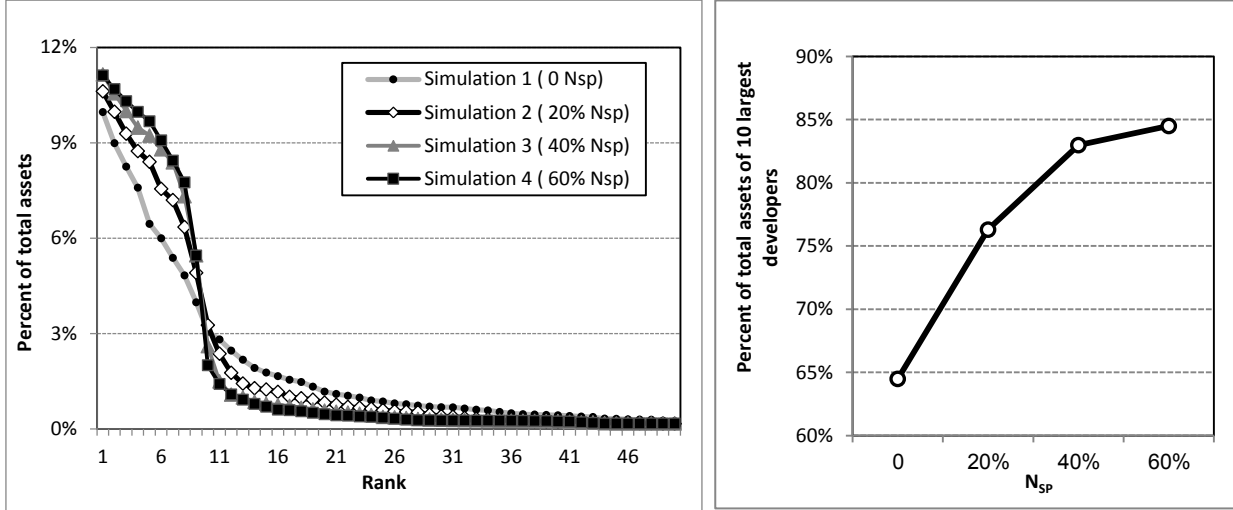 12%
9%
6%
3%
0%
Percent of total assets
Simulation 1 ( 0 Nsp)
Simulation 2 ( 20% Nsp)
Simulation 3 ( 40% Nsp)
Simulation 4 ( 60% Nsp)
1 6 11 16 21 26 31 36 41 46
Rank
90%
85%
80%
75%
70%
65%
60%
Percent of total assets of 10 largest
developers
0 20% 40% 60%
NSP